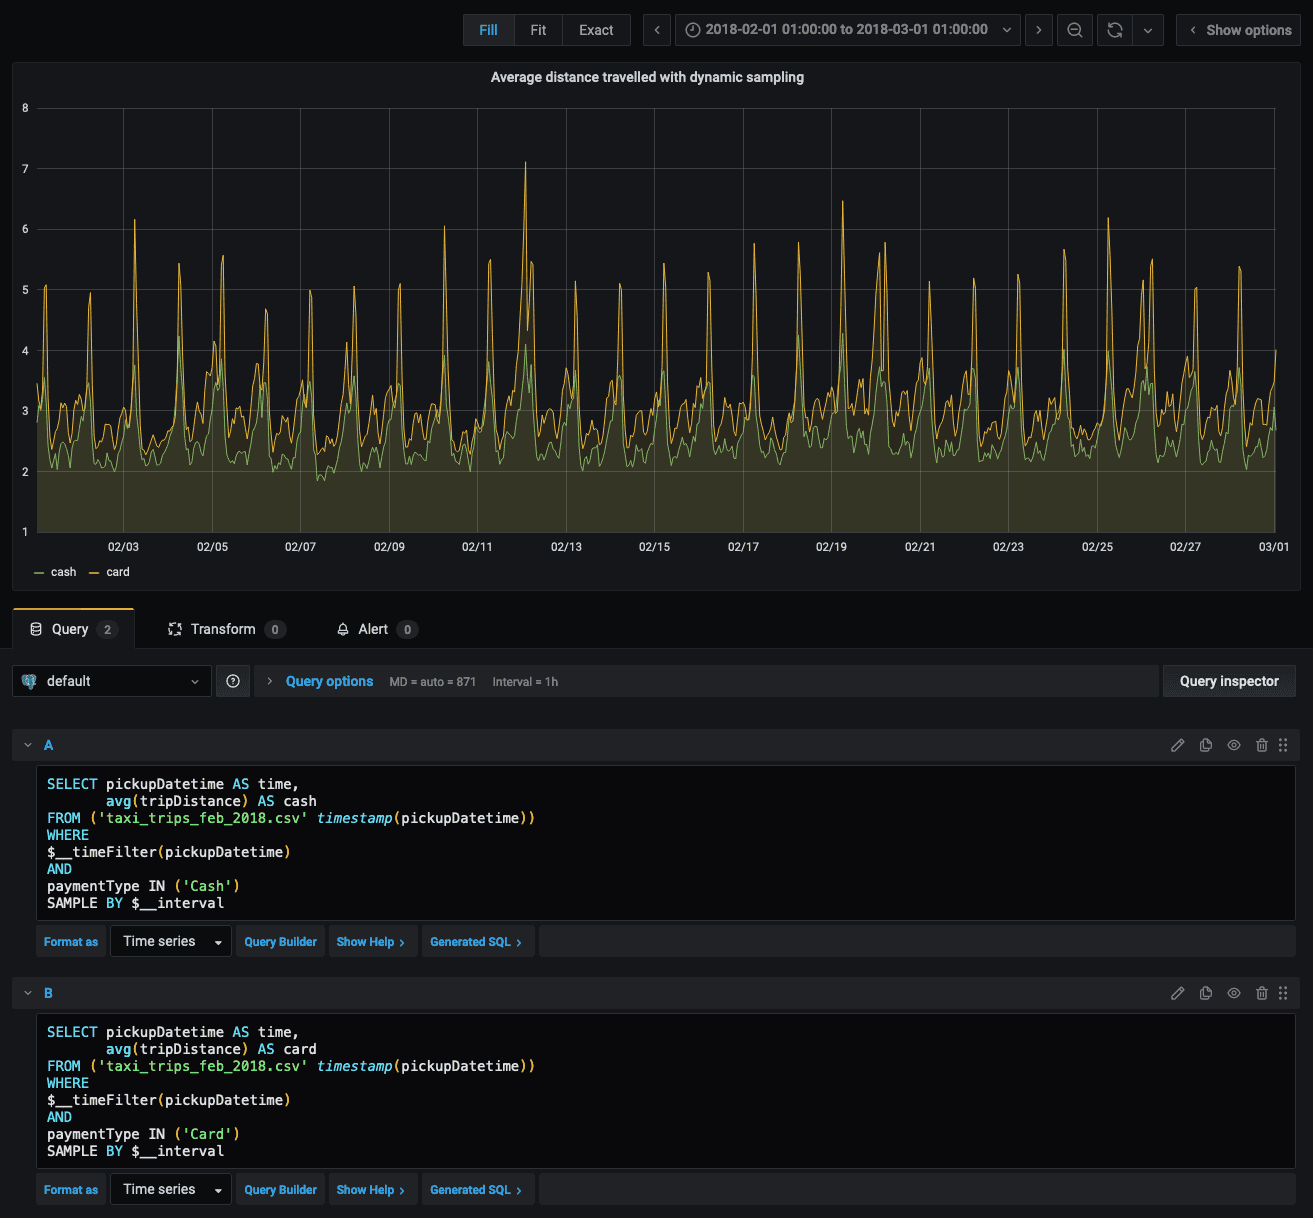 Fill Fit Exact 2018-02-01 01:00:00 to 2018-03-01 01:00:00 Show options
Average distance travelled with dynamic sampling
8
7
6
5
4
3
2
1
02/03 02/05 02/07 02/09 02/11 02/13 02/15 02/17 02/19 02/21 02/23 02/25 02/27 03/01
cash card
Query 2 Transform 0 Alert 0
default Query options MD = auto = 871 Interval = 1h Query inspector
A
SELECT pickupDatetime AS time,
avg(tripDistance) AS cash
FROM ('taxi_trips_feb_2018.csv' timestamp(pickupDatetime))
WHERE
$__timeFilter(pickupDatetime)
AND
paymentType IN ('Cash')
SAMPLE BY $__interval
Format as Time series Query Builder Show Help > Generated SQL >
B
SELECT pickupDatetime AS time,
avg(tripDistance) AS card
FROM ('taxi_trips_feb_2018.csv' timestamp(pickupDatetime))
WHERE
$__timeFilter(pickupDatetime)
AND
paymentType IN ('Card')
SAMPLE BY $__interval
Format as Time series Query Builder Show Help > Generated SQL >